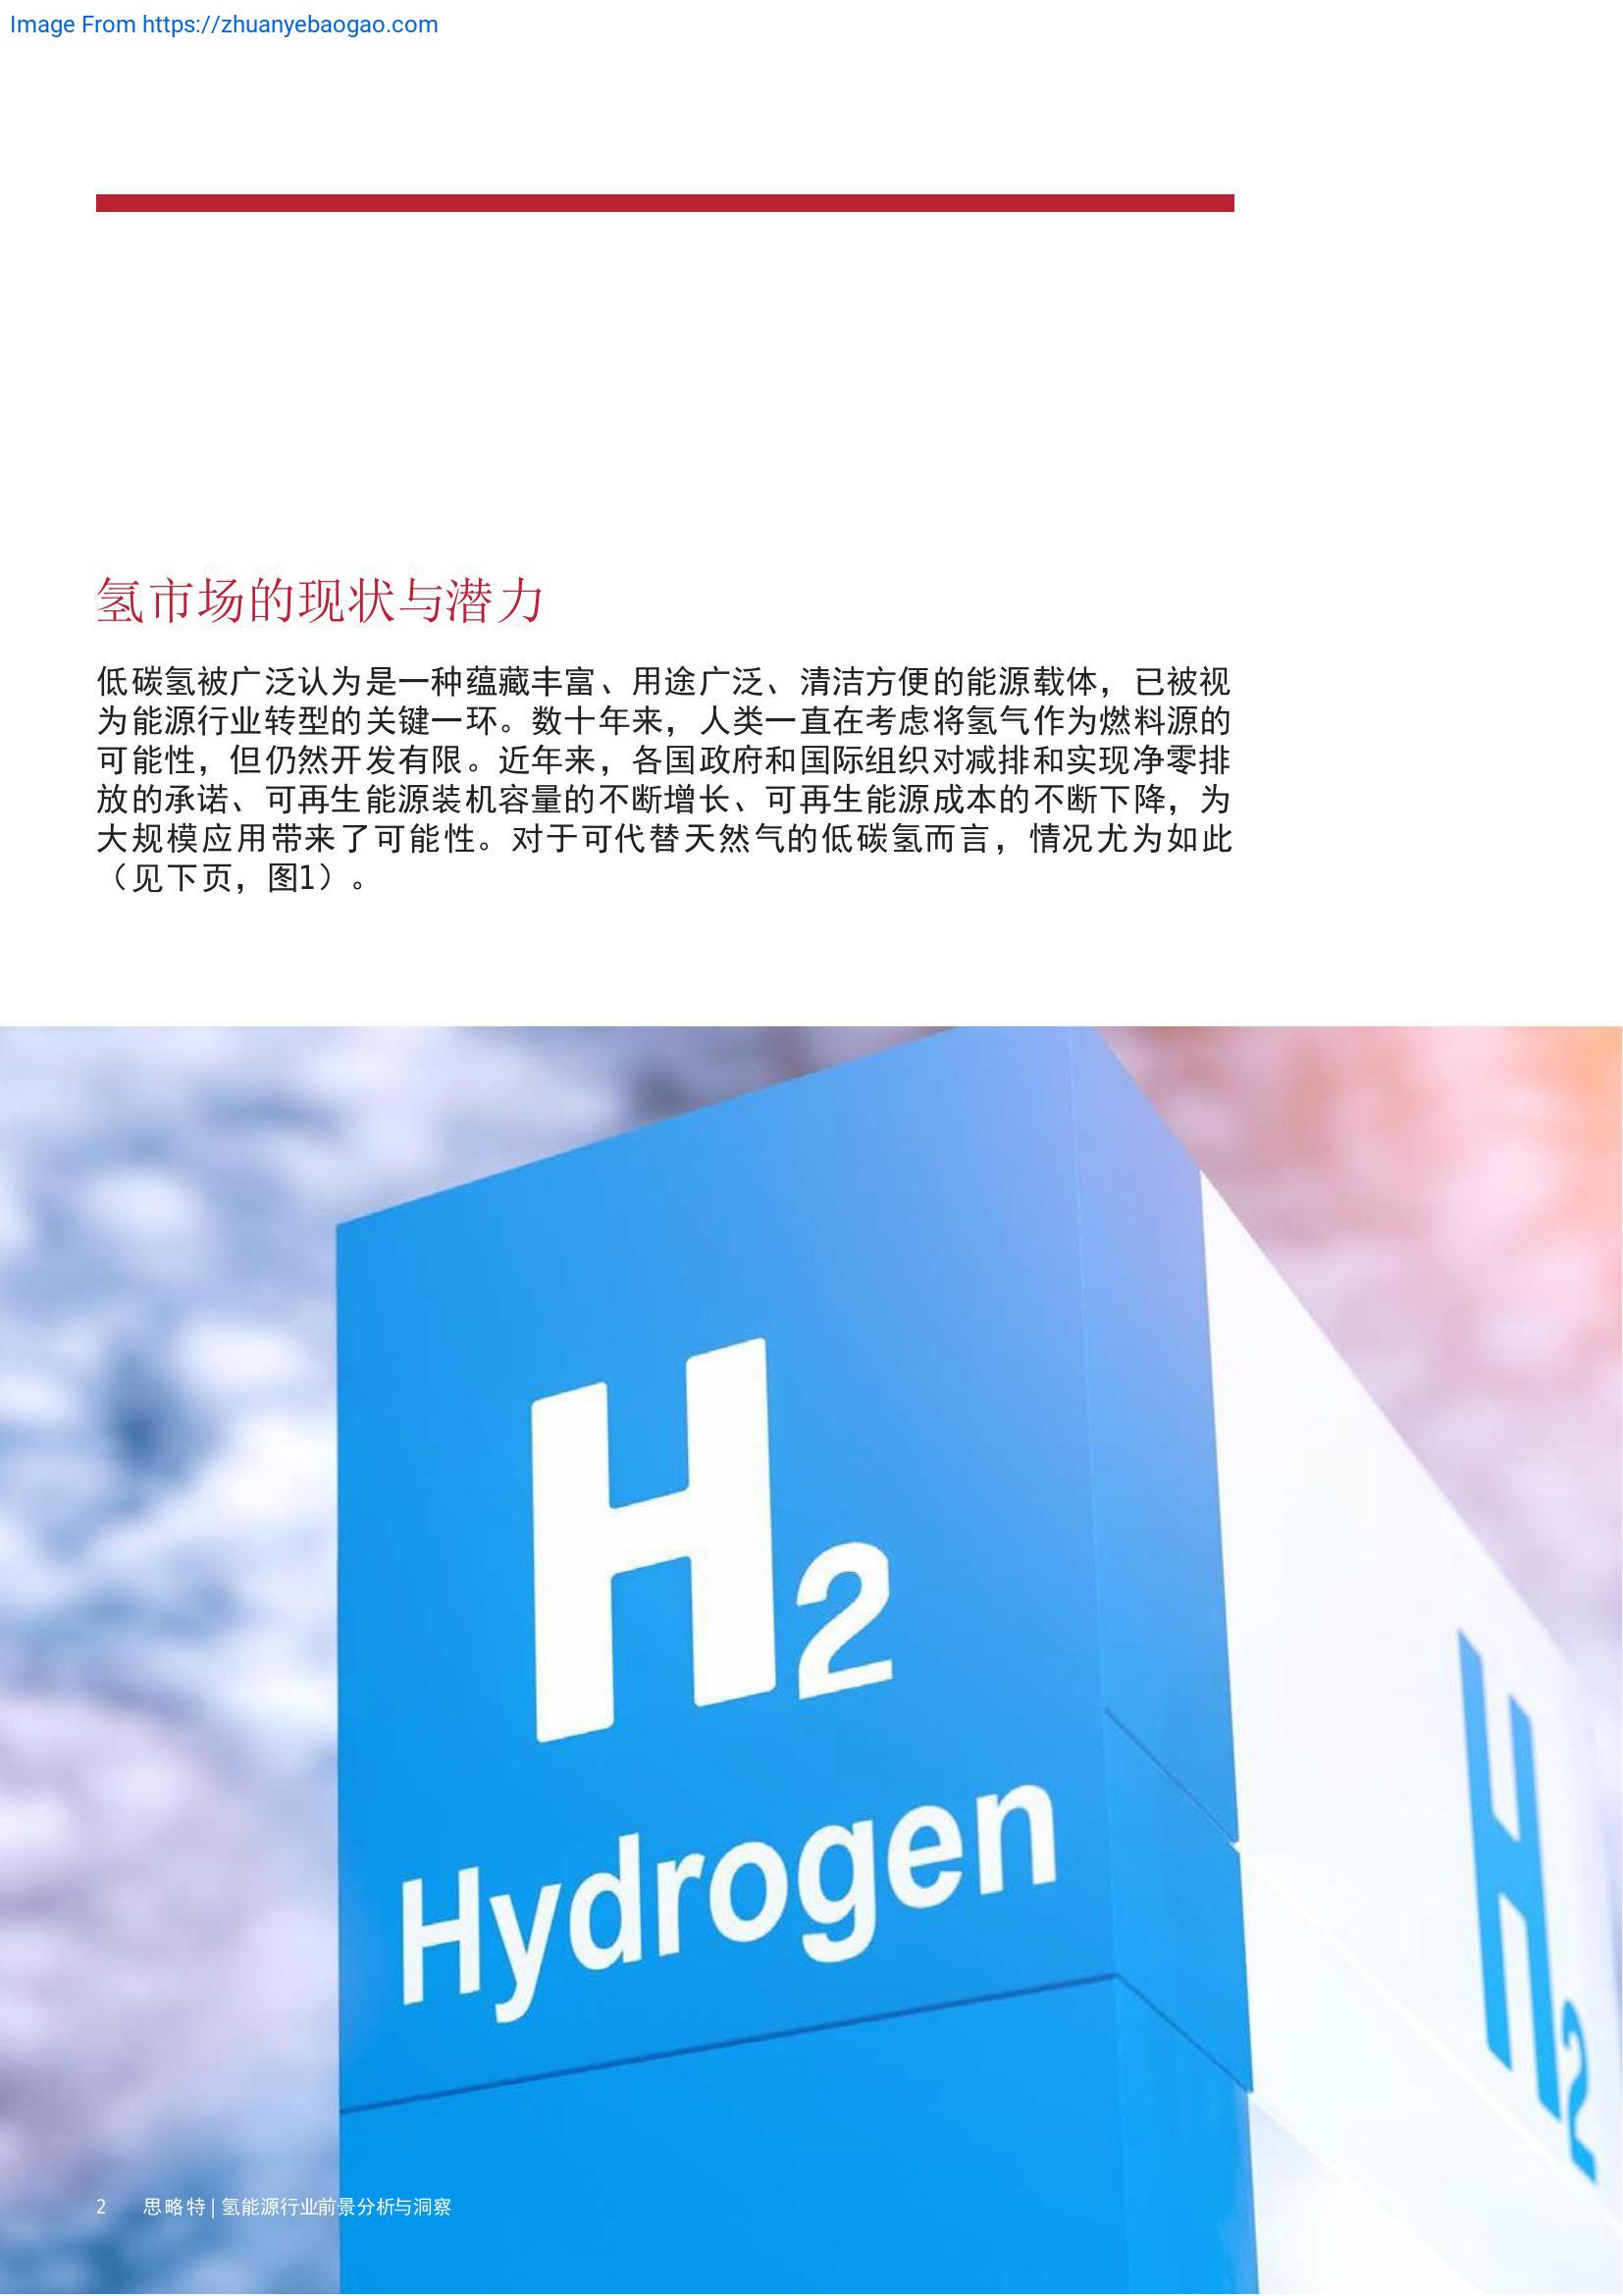 Image From https://zhuanyebaogao.com
氢市场的现状与潜力
低碳氢被广泛认为是一种蕴藏丰富、用途广泛、清洁方便的能源载体，已被视
为能源行业转型的关键一环。数十年来，人类一直在考虑将氢气作为燃料源的
可能性，但仍然开发有限。近年来，各国政府和国际组织对减排和实现净零排
放的承诺、可再生能源装机容量的不断增长、可再生能源成本的不断下降，为
大规模应用带来了可能性。对于可代替天然气的低碳氢而言，情况尤为如此
（见下页，图1）。
H2
Hydrogen
H2
2 思略特 | 氢能源行业前景分析与洞察